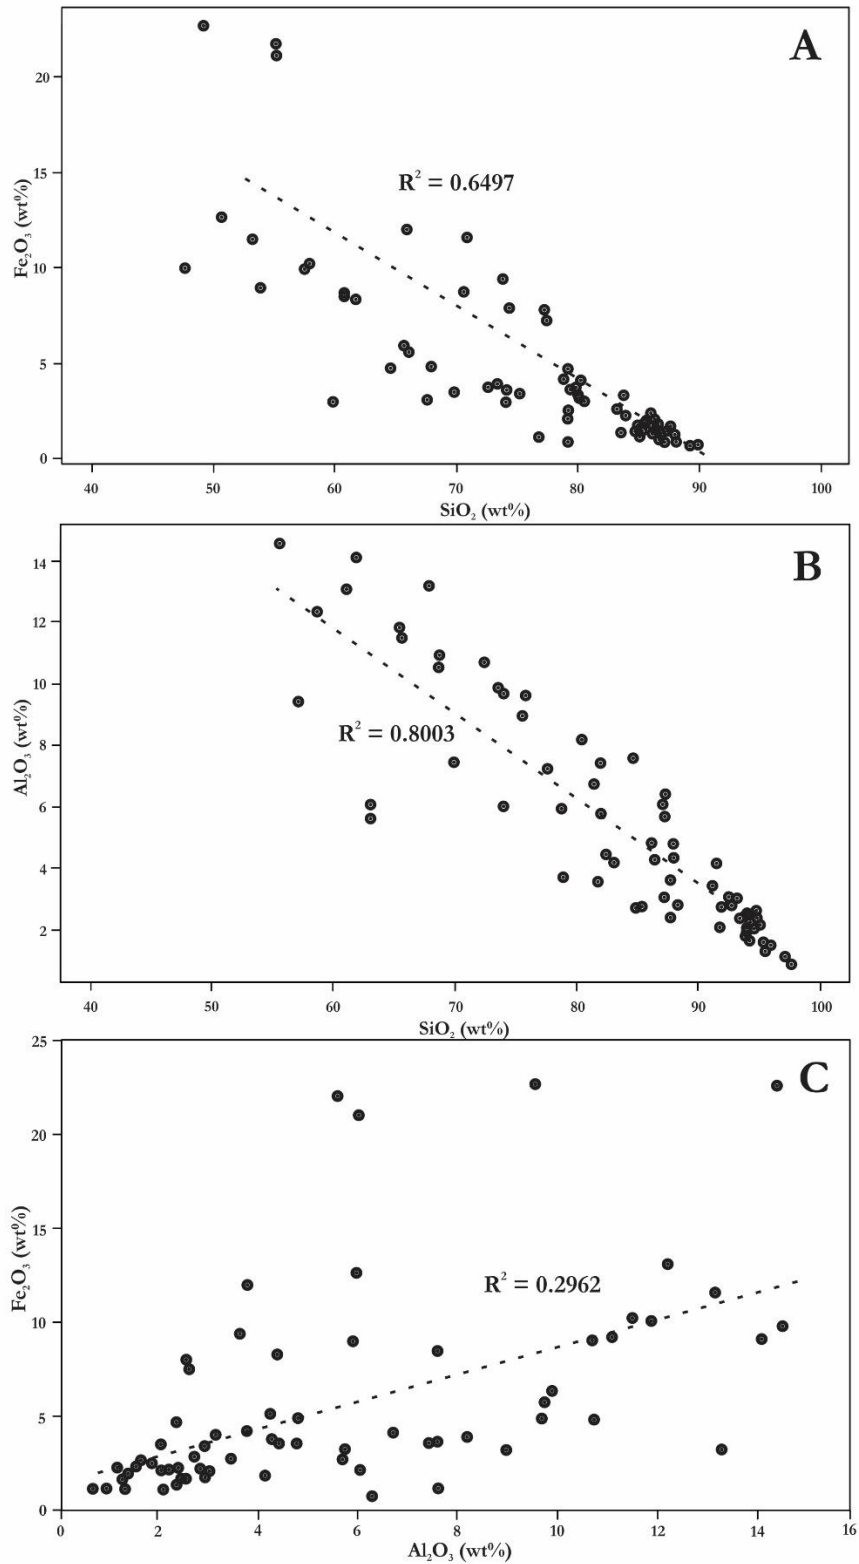 A
20
15
10
5
0
Fe₂O₃ (wt%)
R² = 0.6497
40 50 60 70 80 90 100
SiO₂ (wt%)
B
14
12
10
8
6
4
2
Al₂O₃ (wt%)
R² = 0.8003
40 50 60 70 80 90 100
SiO₂ (wt%)
C
25
20
15
10
5
0
Fe₂O₃ (wt%)
R² = 0.2962
0 2 4 6 8 10 12 14 16
Al₂O₃ (wt%)